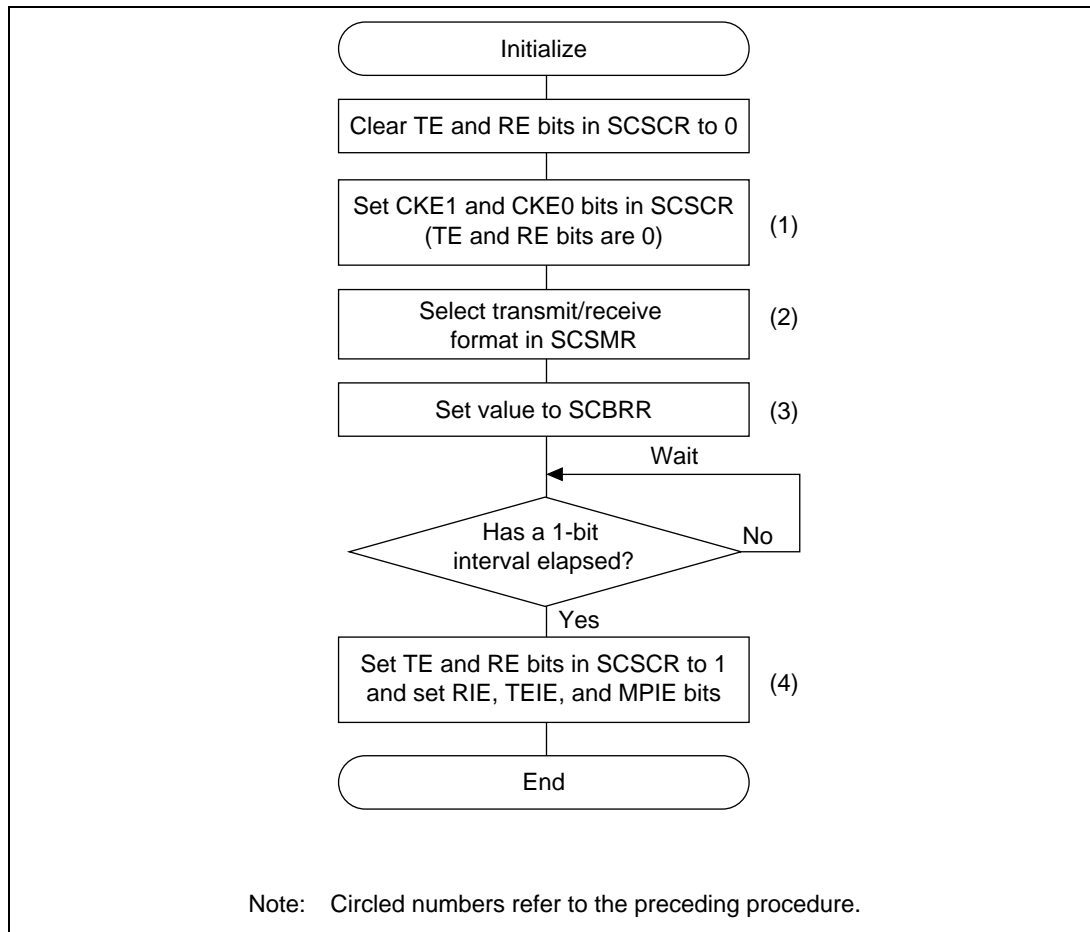 Initialize
Clear TE and RE bits in SCSCR to 0
Set CKE1 and CKE0 bits in SCSCR
(TE and RE bits are 0)
(1)
Select transmit/receive
format in SCSMR
(2)
Set value to SCBRR
(3)
Wait
Has a 1-bit
interval elapsed?
No
Yes
Set TE and RE bits in SCSCR to 1
and set RIE, TEIE, and MPIE bits
(4)
End
Note: Circled numbers refer to the preceding procedure.